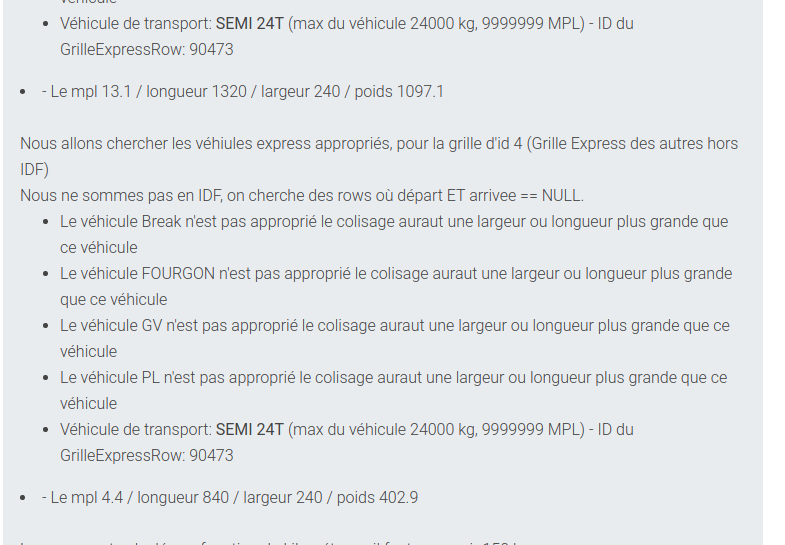 véhicule
Véhicule de transport: SEMI 24T (max du véhicule 24000 kg, 9999999 MPL) - ID du
GrilleExpressRow: 90473
- Le mpl 13.1 / longueur 1320 / largeur 240 / poids 1097.1
Nous allons chercher les véhiules express appropriés, pour la grille d'id 4 (Grille Express des autres hors
IDF)
Nous ne sommes pas en IDF, on cherche des rows où départ ET arrivee == NULL.
Le véhicule Break n'est pas approprié le colisage auraut une largeur ou longueur plus grande que
ce véhicule
Le véhicule FOURGON n'est pas approprié le colisage auraut une largeur ou longueur plus grande
que ce véhicule
Le véhicule GV n'est pas approprié le colisage auraut une largeur ou longueur plus grande que ce
véhicule
Le véhicule PL n'est pas approprié le colisage auraut une largeur ou longueur plus grande que ce
véhicule
Véhicule de transport: SEMI 24T (max du véhicule 24000 kg, 9999999 MPL) - ID du
GrilleExpressRow: 90473
- Le mpl 4.4 / longueur 840 / largeur 240 / poids 402.9